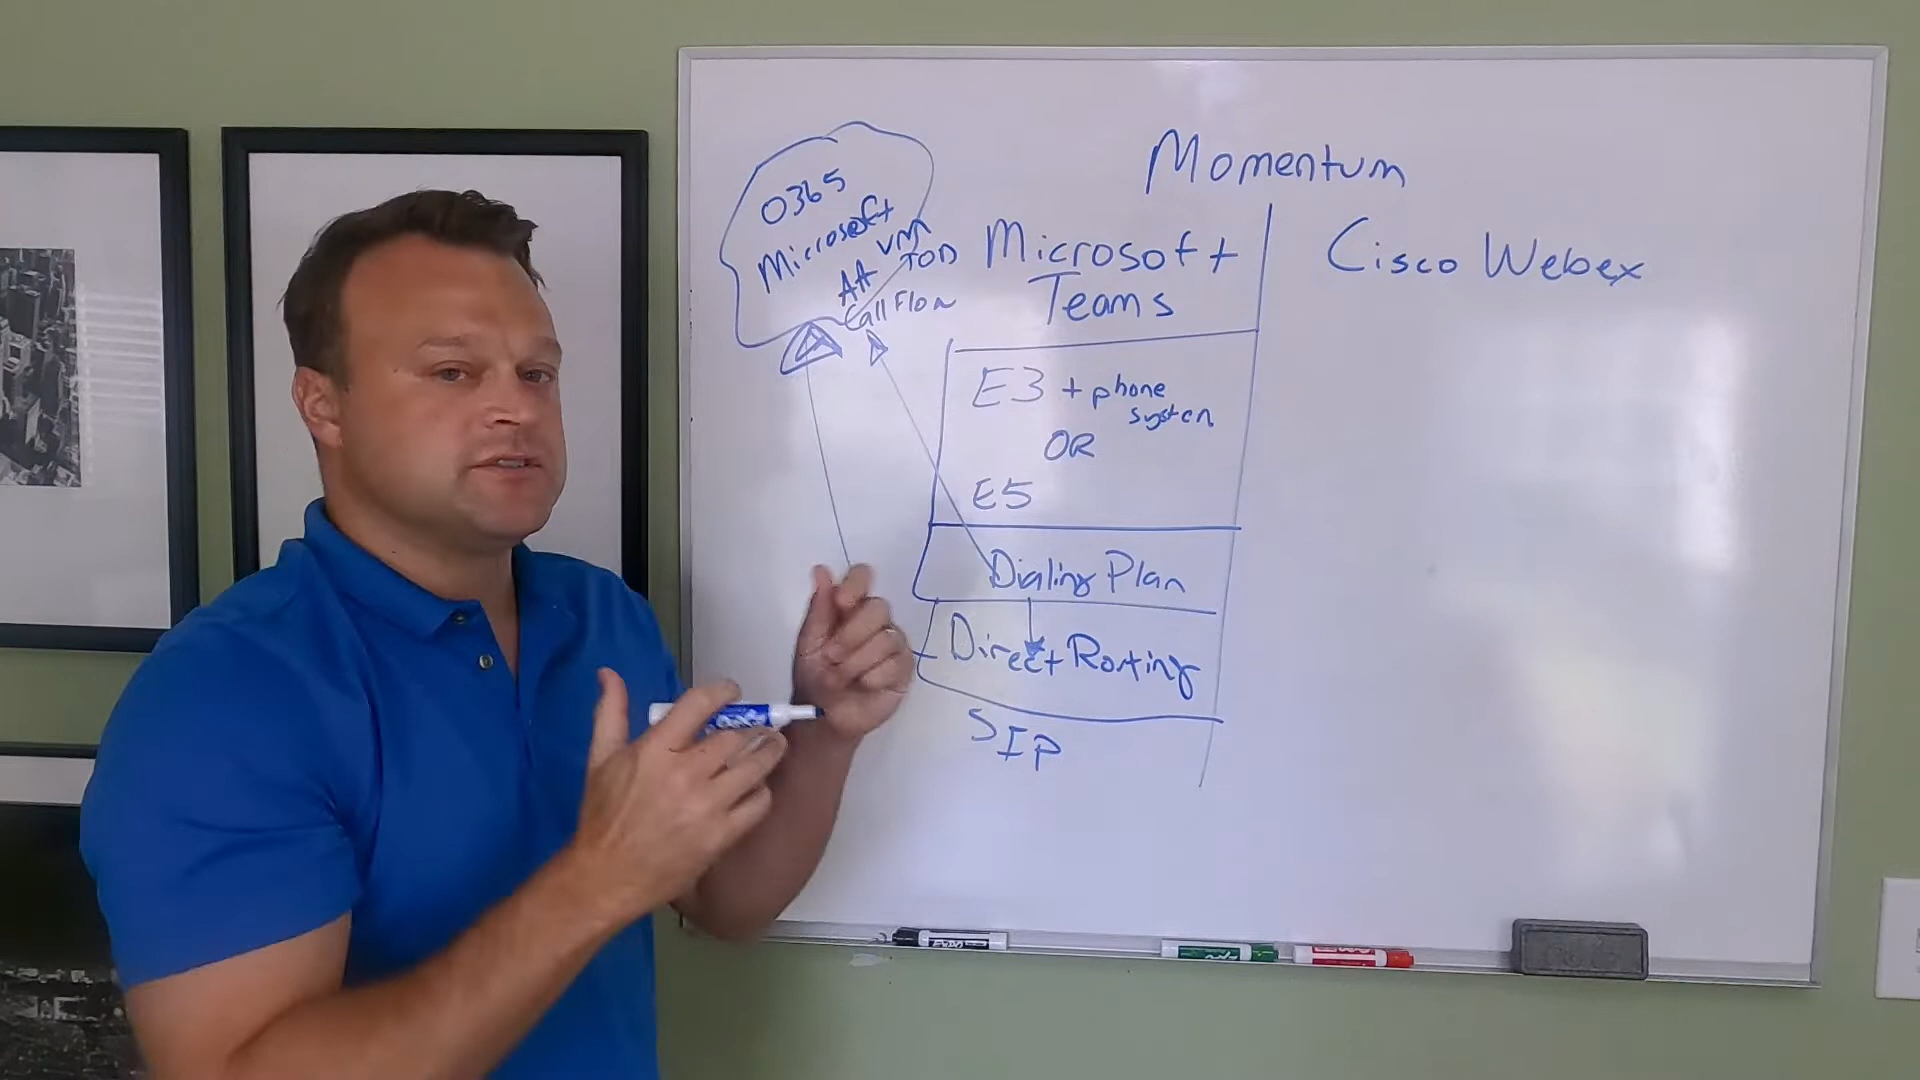 Momentum
O365
Microsoft
VM
AA TOD
Call Flow
Microsoft
Teams
Cisco Webex
E3 + phone
system
OR
E5
Dialing Plan
Direct Routing
SIP
EXPO